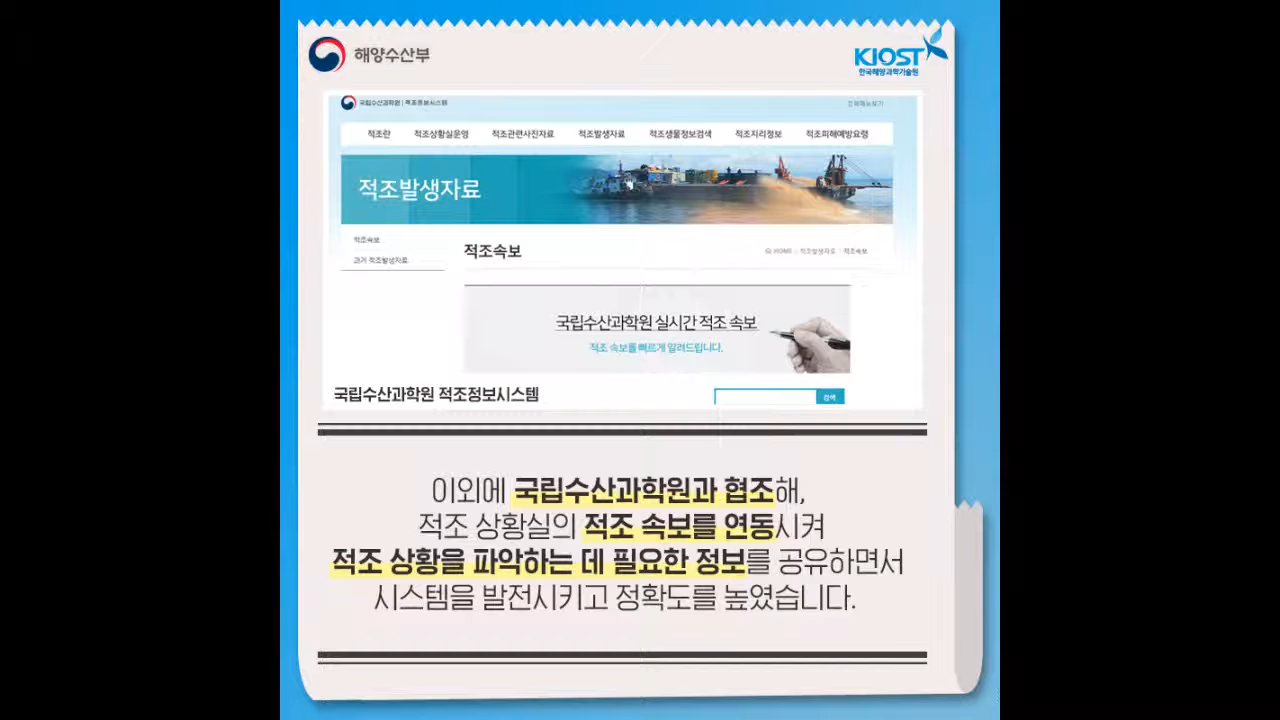 해양수산부
KIOST
한국해양과학기술원
국립수산과학원 | 적조정보시스템
전체메뉴보기
적조란 적조상황실운영 적조관련사진자료 적조발생자료 적조생물정보검색 적조지리정보 적조피해예방요령
적조발생자료
적조속보
과거 적조발생자료
적조속보
HOME 적조발생자료 적조속보
국립수산과학원 실시간 적조 속보
적조 속보를 빠르게 알려드립니다.
국립수산과학원 적조정보시스템
검색
이외에 국립수산과학원과 협조해,
적조 상황실의 적조 속보를 연동시켜
적조 상황을 파악하는 데 필요한 정보를 공유하면서
시스템을 발전시키고 정확도를 높였습니다.